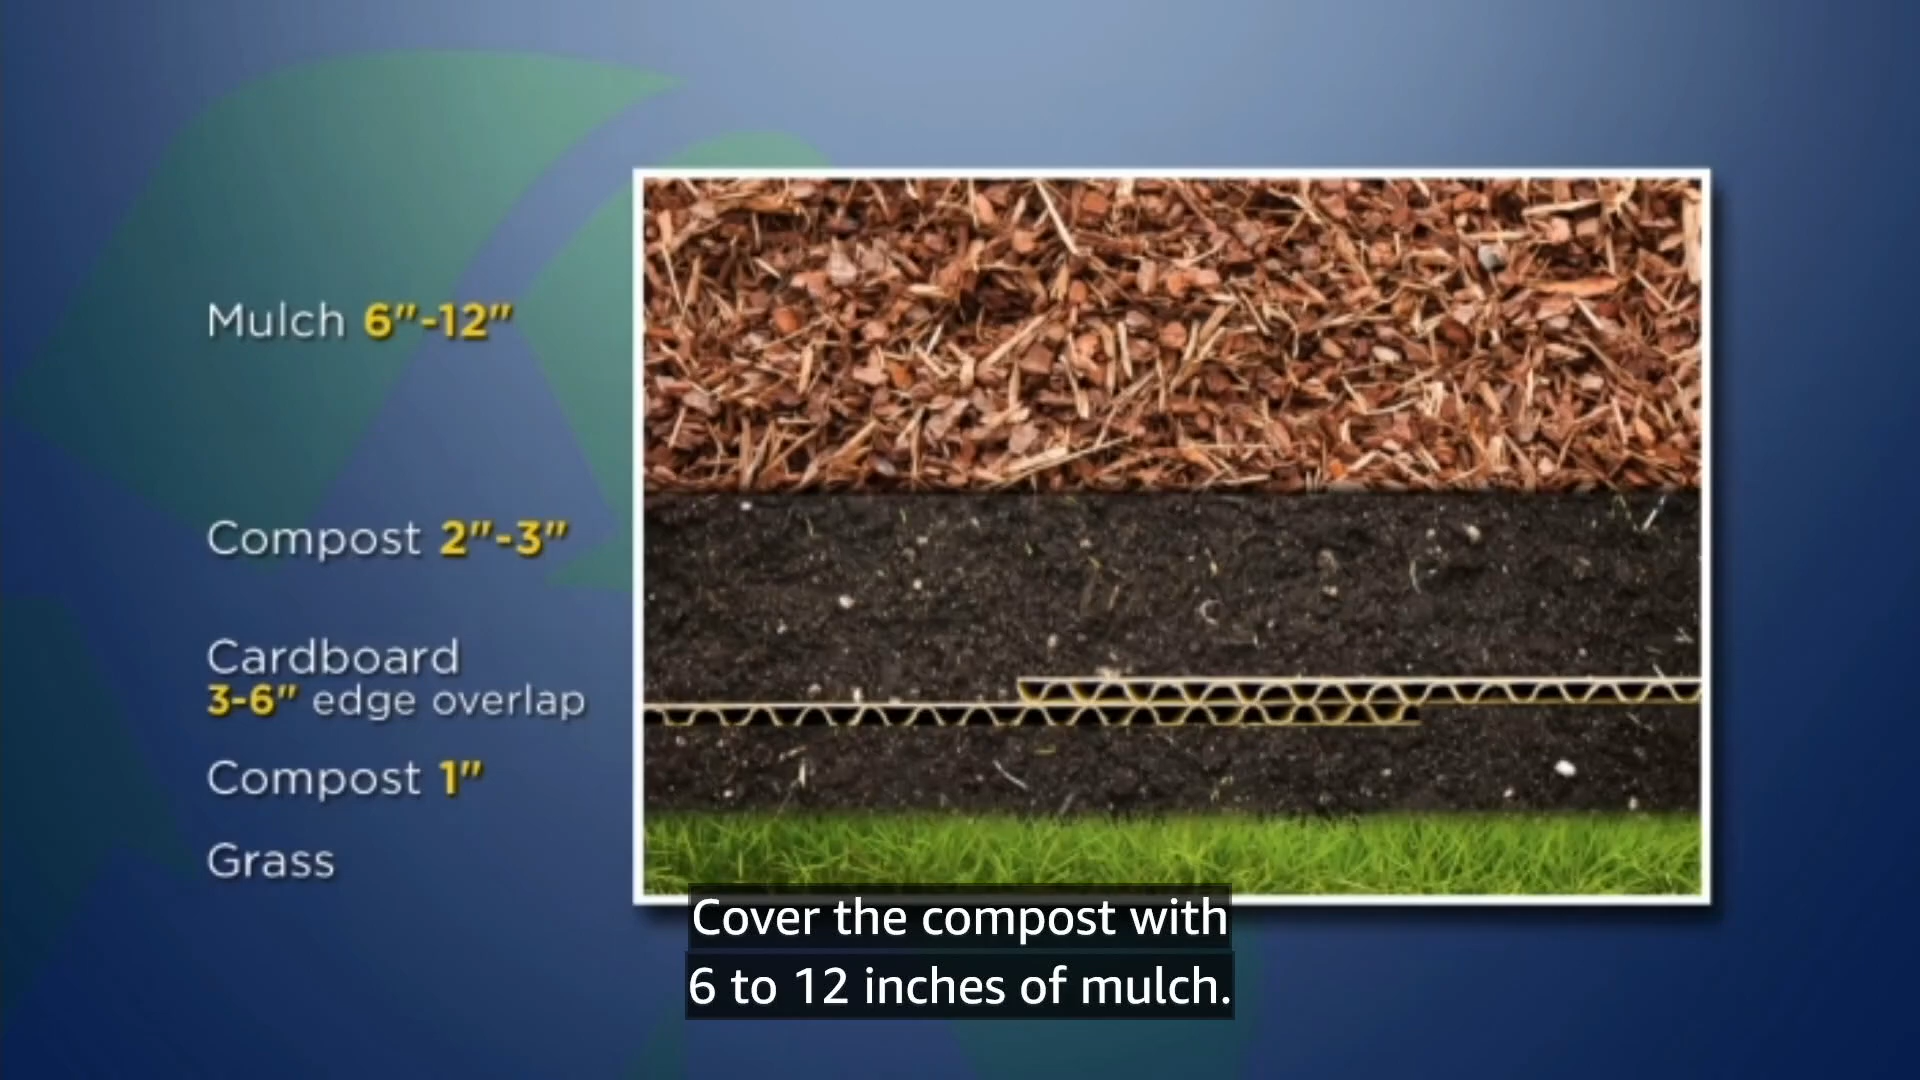 Mulch 6"-12"
Compost 2"-3"
Cardboard
3-6" edge overlap
Compost 1"
Grass
Cover the compost with
6 to 12 inches of mulch.